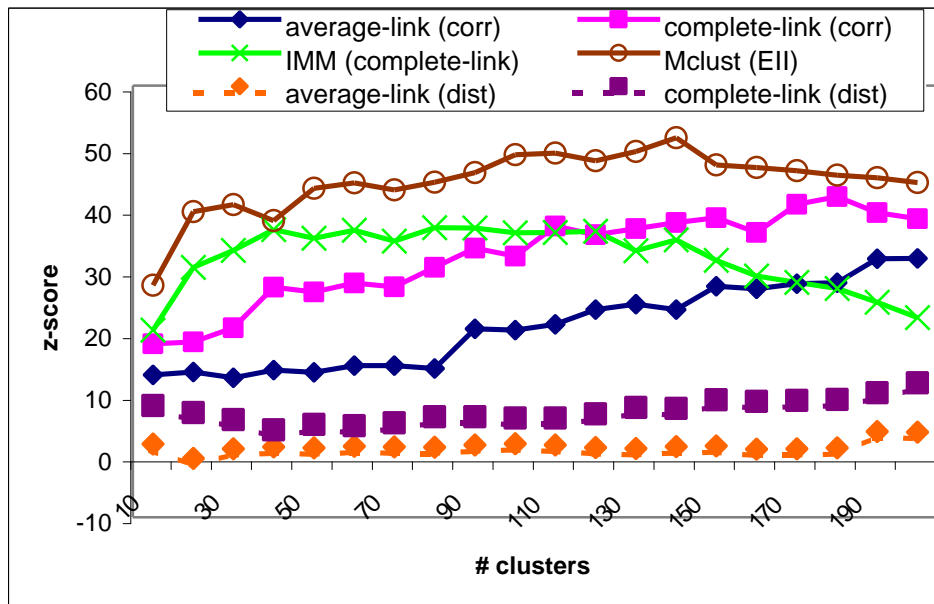 average-link (corr) complete-link (corr)
IMM (complete-link) Mclust (EII)
average-link (dist) complete-link (dist)
60
50
40
30
20
10
0
-10
z-score
10 30 50 70 90 110 130 150 170 190
# clusters